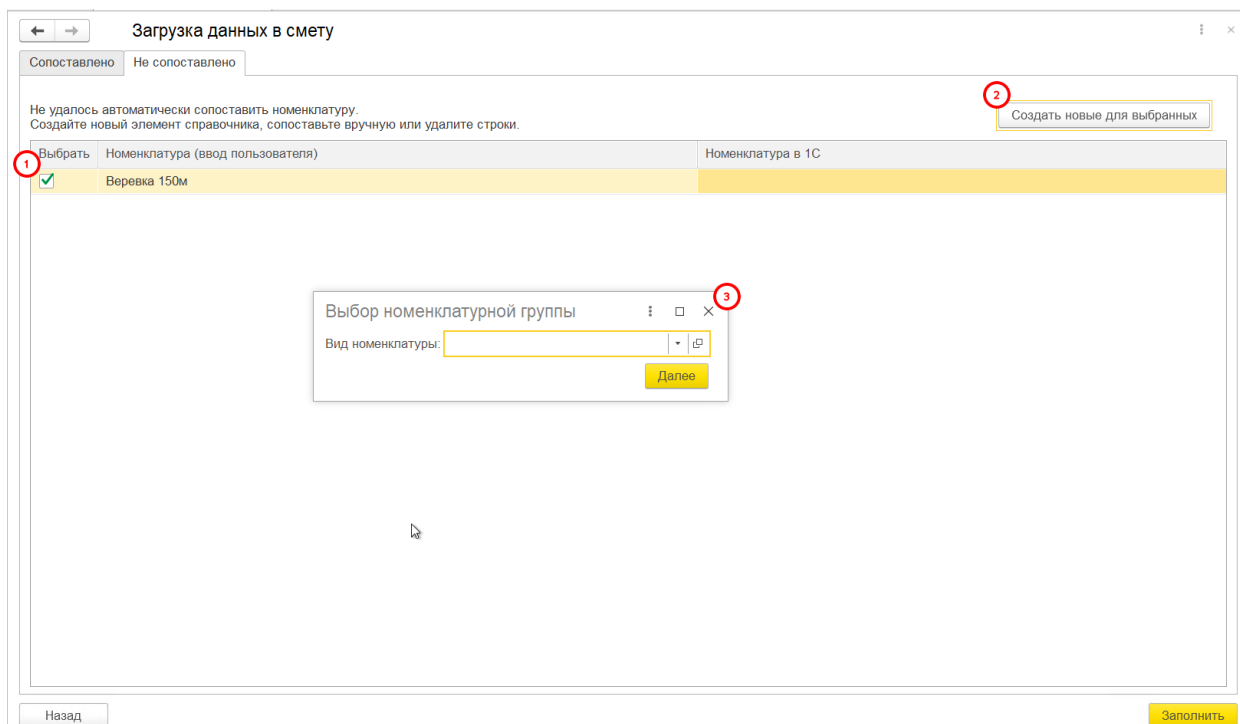 Загрузка данных в смету
Сопоставлено Не сопоставлено
Не удалось автоматически сопоставить номенклатуру.
Создайте новый элемент справочника, сопоставьте вручную или удалите строки.
2
Создать новые для выбранных
1
Выбрать Номенклатура (ввод пользователя) Номенклатура в 1С
Веревка 150м
3
Выбор номенклатурной группы
Вид номенклатуры:
Далее
Назад Заполнить